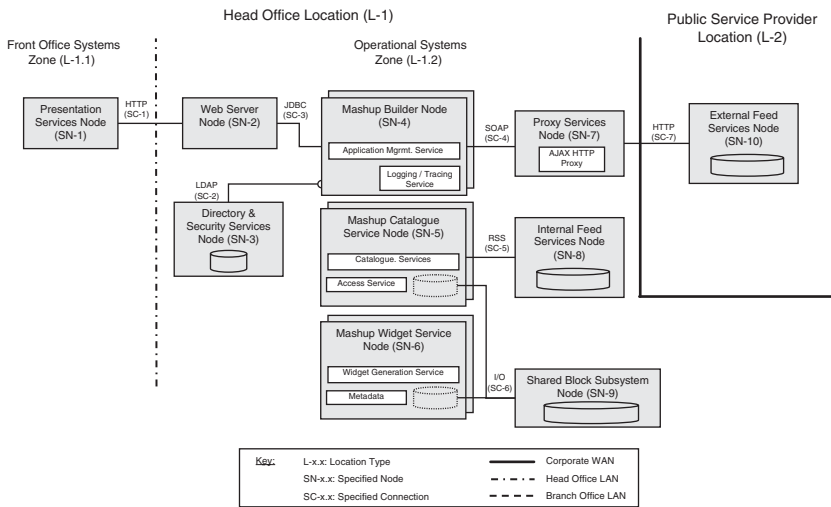 Head Office Location (L-1)
Public Service Provider
Location (L-2)
Front Office Systems
Zone (L-1.1)
Operational Systems
Zone (L-1.2)
Presentation
Services Node
(SN-1)
HTTP
(SC-1)
Web Server
Node (SN-2)
JDBC
(SC-3)
Mashup Builder Node
(SN-4)
Application Mgrmt. Service
Logging / Tracing
Service
SOAP
(SC-4)
Proxy Services
Node (SN-7)
AJAX HTTP
Proxy
HTTP
(SC-7)
External Feed
Services Node
(SN-10)
LDAP
(SC-2)
Directory &
Security Services
Node (SN-3)
Mashup Catalogue
Service Node (SN-5)
Catalogue. Services
Access Service
RSS
(SC-5)
Internal Feed
Services Node
(SN-8)
Mashup Widget Service
Node (SN-6)
Widget Generation Service
Metadata
I/O
(SC-6)
Shared Block Subsystem
Node (SN-9)
Key:
L-x.x: Location Type
SN-x.x: Specified Node
SC-x.x: Specified Connection
Corporate WAN
Head Office LAN
Branch Office LAN